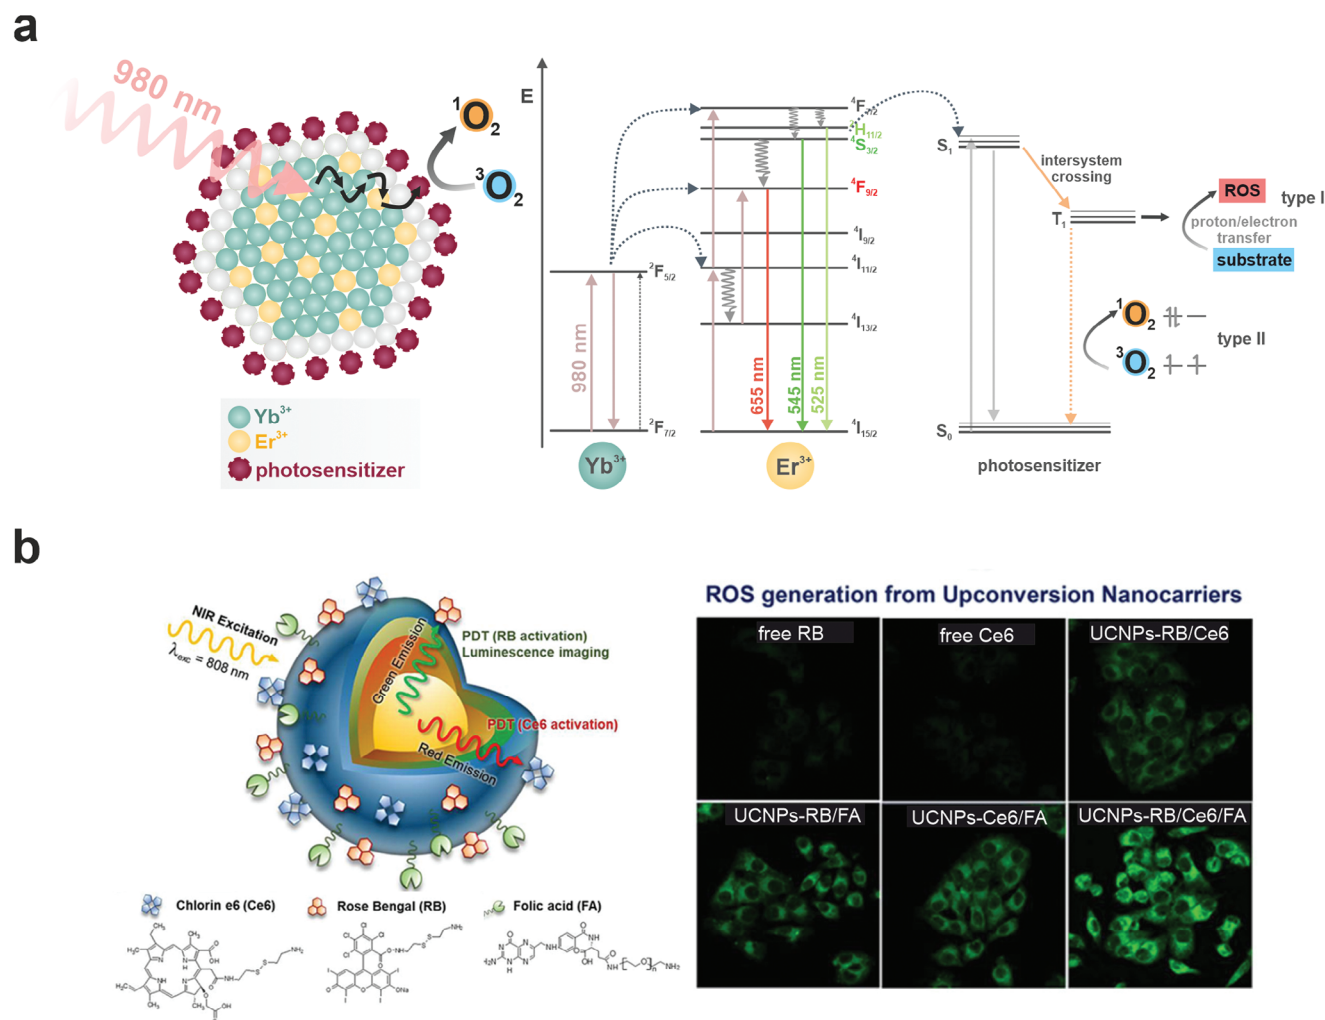 a
980 nm
¹O₂
³O₂
Yb³⁺
Er³⁺
photosensitizer
E
980 nm
²F₅/₂
²F₇/₂
Yb³⁺
⁴F₇/₂
²H₁₁/₂
⁴S₃/₂
⁴F₉/₂
⁴I₉/₂
⁴I₁₁/₂
⁴I₁₃/₂
⁴I₁₅/₂
655 nm
545 nm
525 nm
Er³⁺
S₁
intersystem
crossing
T₁
S₀
photosensitizer
ROS
type I
proton/electron
transfer
substrate
¹O₂
type II
³O₂
b
NIR Excitation
λexc. = 808 nm
Green Emission
PDT (RB activation)
Luminescence imaging
PDT (Ce6 activation)
Red Emission
Chlorin e6 (Ce6)
Rose Bengal (RB)
Folic acid (FA)
ROS generation from Upconversion Nanocarriers
free RB
free Ce6
UCNPs-RB/Ce6
UCNPs-RB/FA
UCNPs-Ce6/FA
UCNPs-RB/Ce6/FA